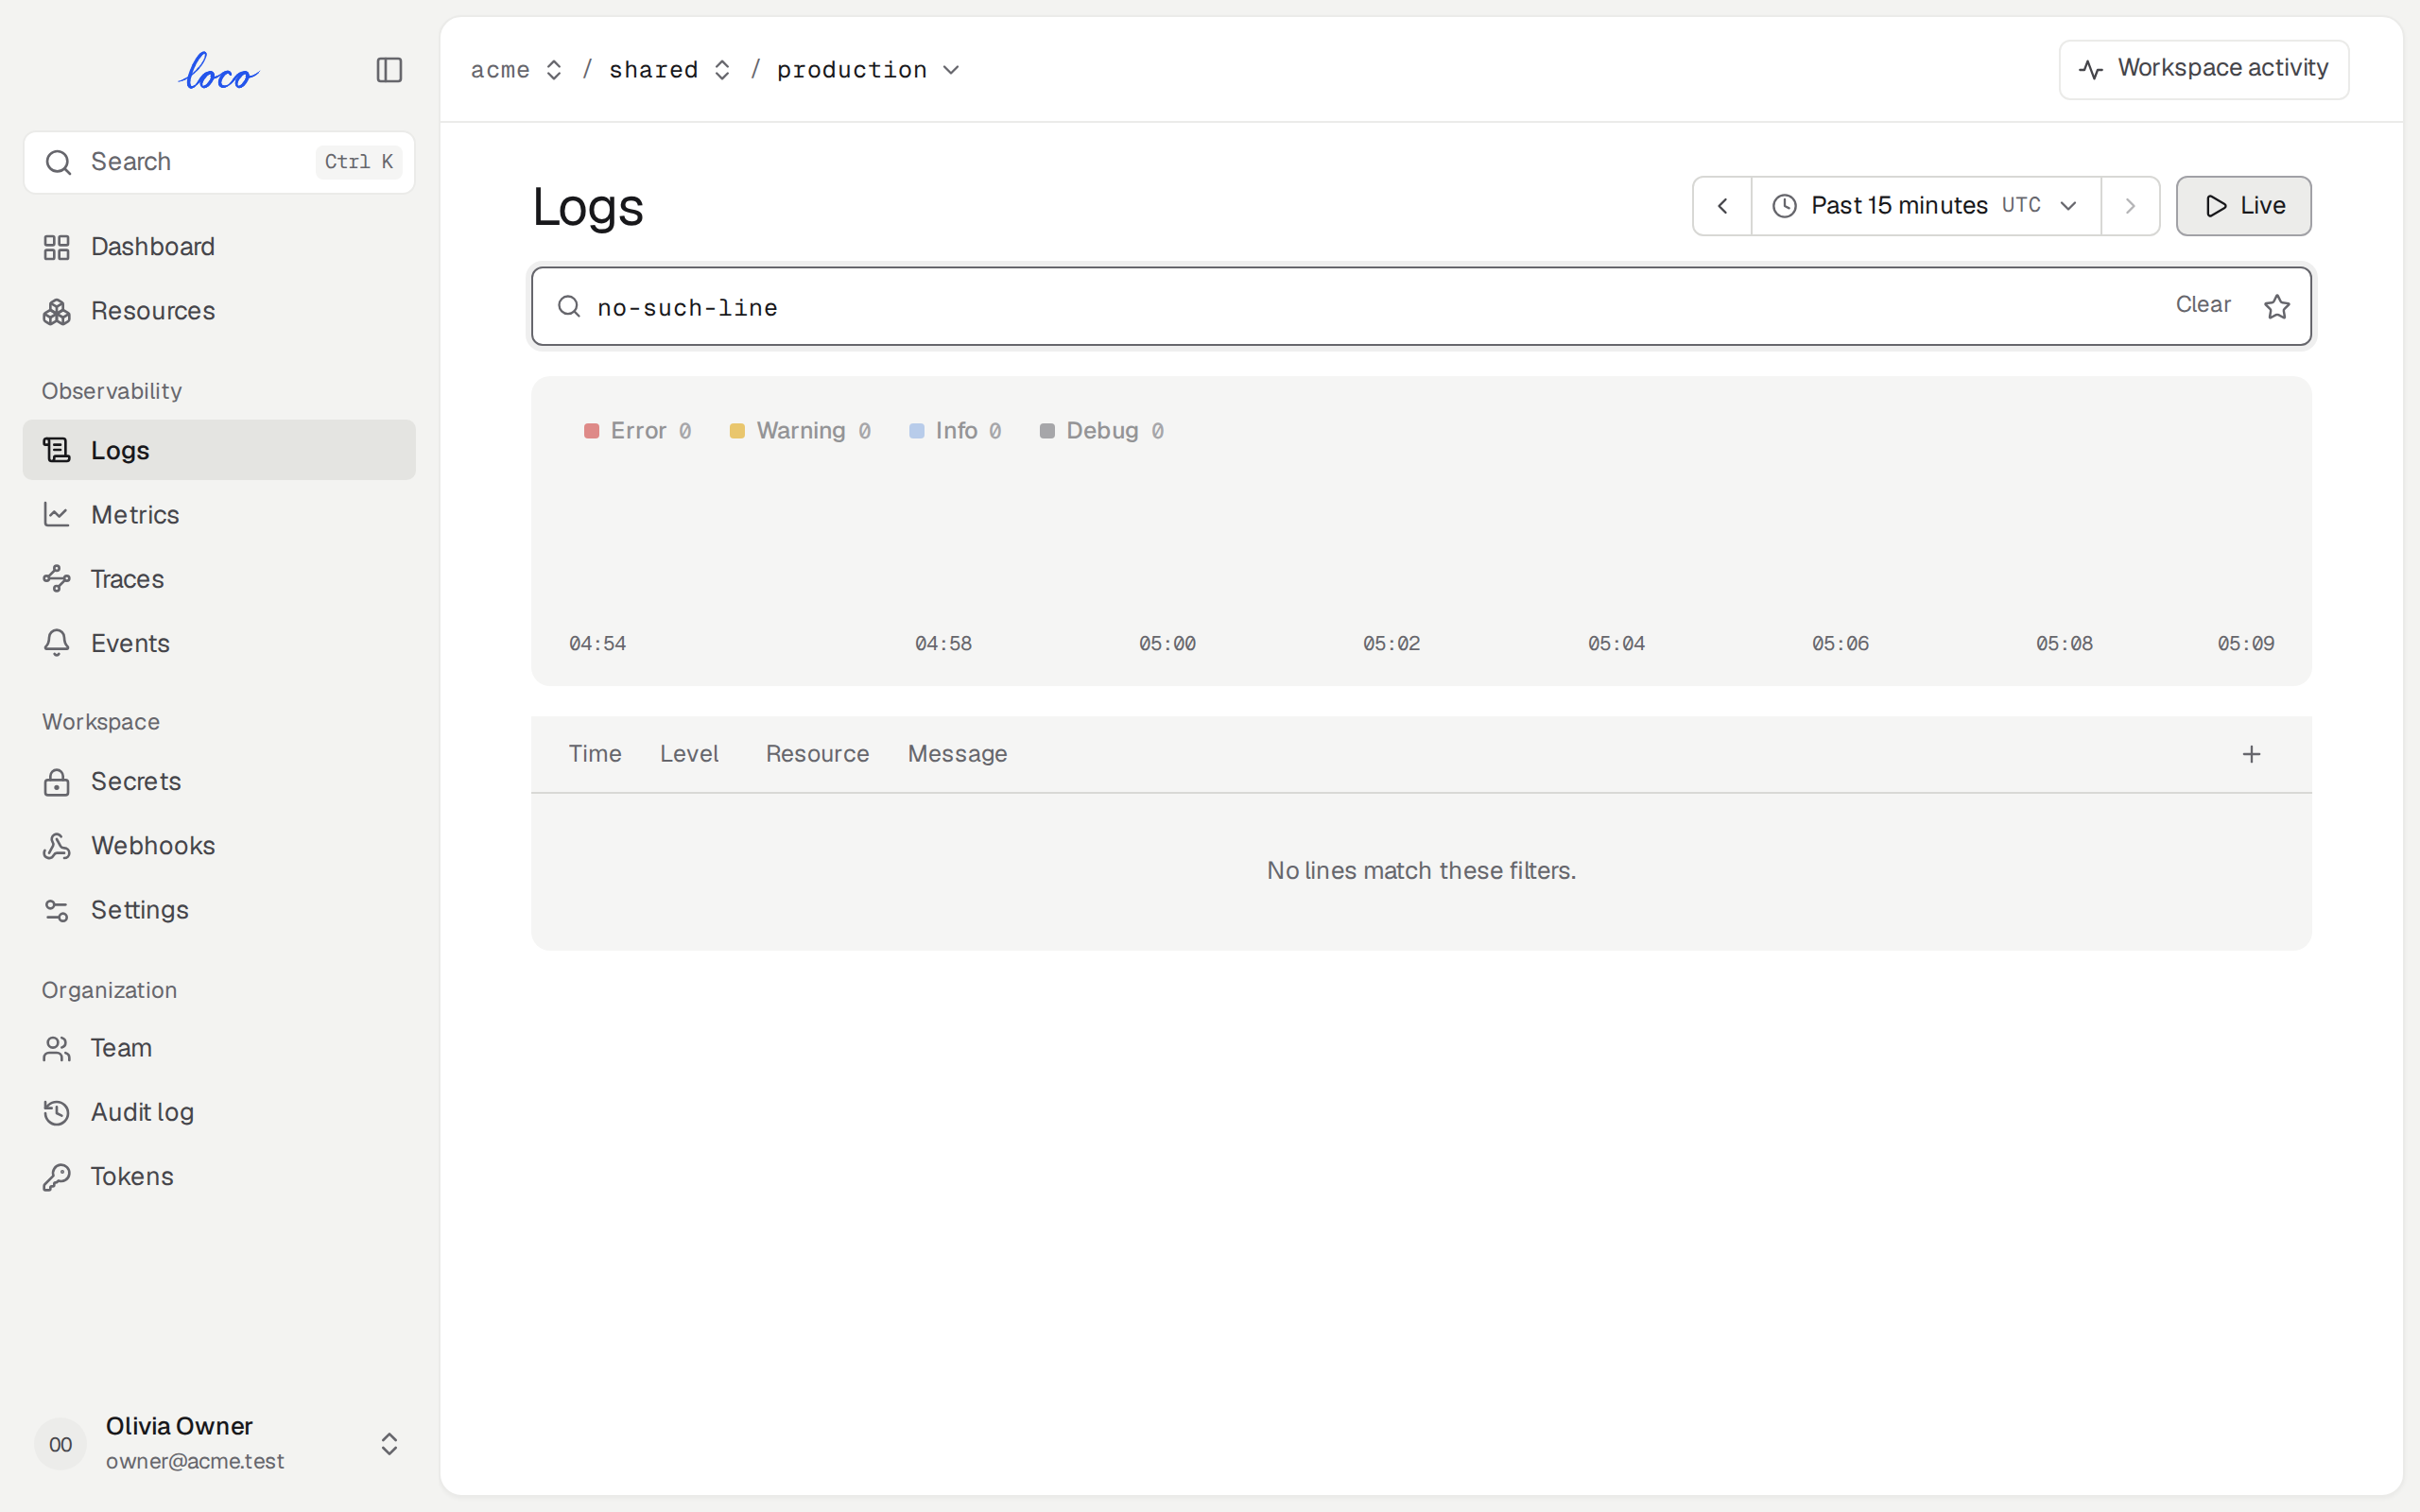 loco
acme / shared / production
Workspace activity
Search Ctrl K
Dashboard
Resources
Observability
Logs
Metrics
Traces
Events
Workspace
Secrets
Webhooks
Settings
Organization
Team
Audit log
Tokens
OO
Olivia Owner
owner@acme.test
Logs
Past 15 minutes UTC
Live
no-such-line
Clear
Error 0 Warning 0 Info 0 Debug 0
04:54 04:58 05:00 05:02 05:04 05:06 05:08 05:09
Time Level Resource Message
No lines match these filters.